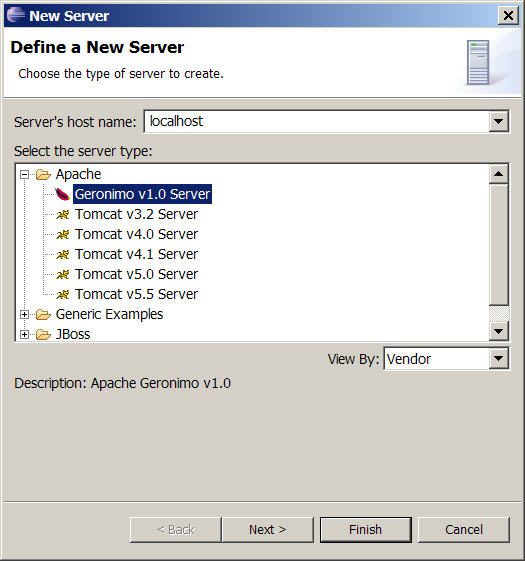 New Server
Define a New Server
Choose the type of server to create.
Server's host name: localhost
Select the server type:
Apache
Geronimo v1.0 Server
Tomcat v3.2 Server
Tomcat v4.0 Server
Tomcat v4.1 Server
Tomcat v5.0 Server
Tomcat v5.5 Server
Generic Examples
JBoss
View By: Vendor
Description: Apache Geronimo v1.0
< Back Next > Finish Cancel